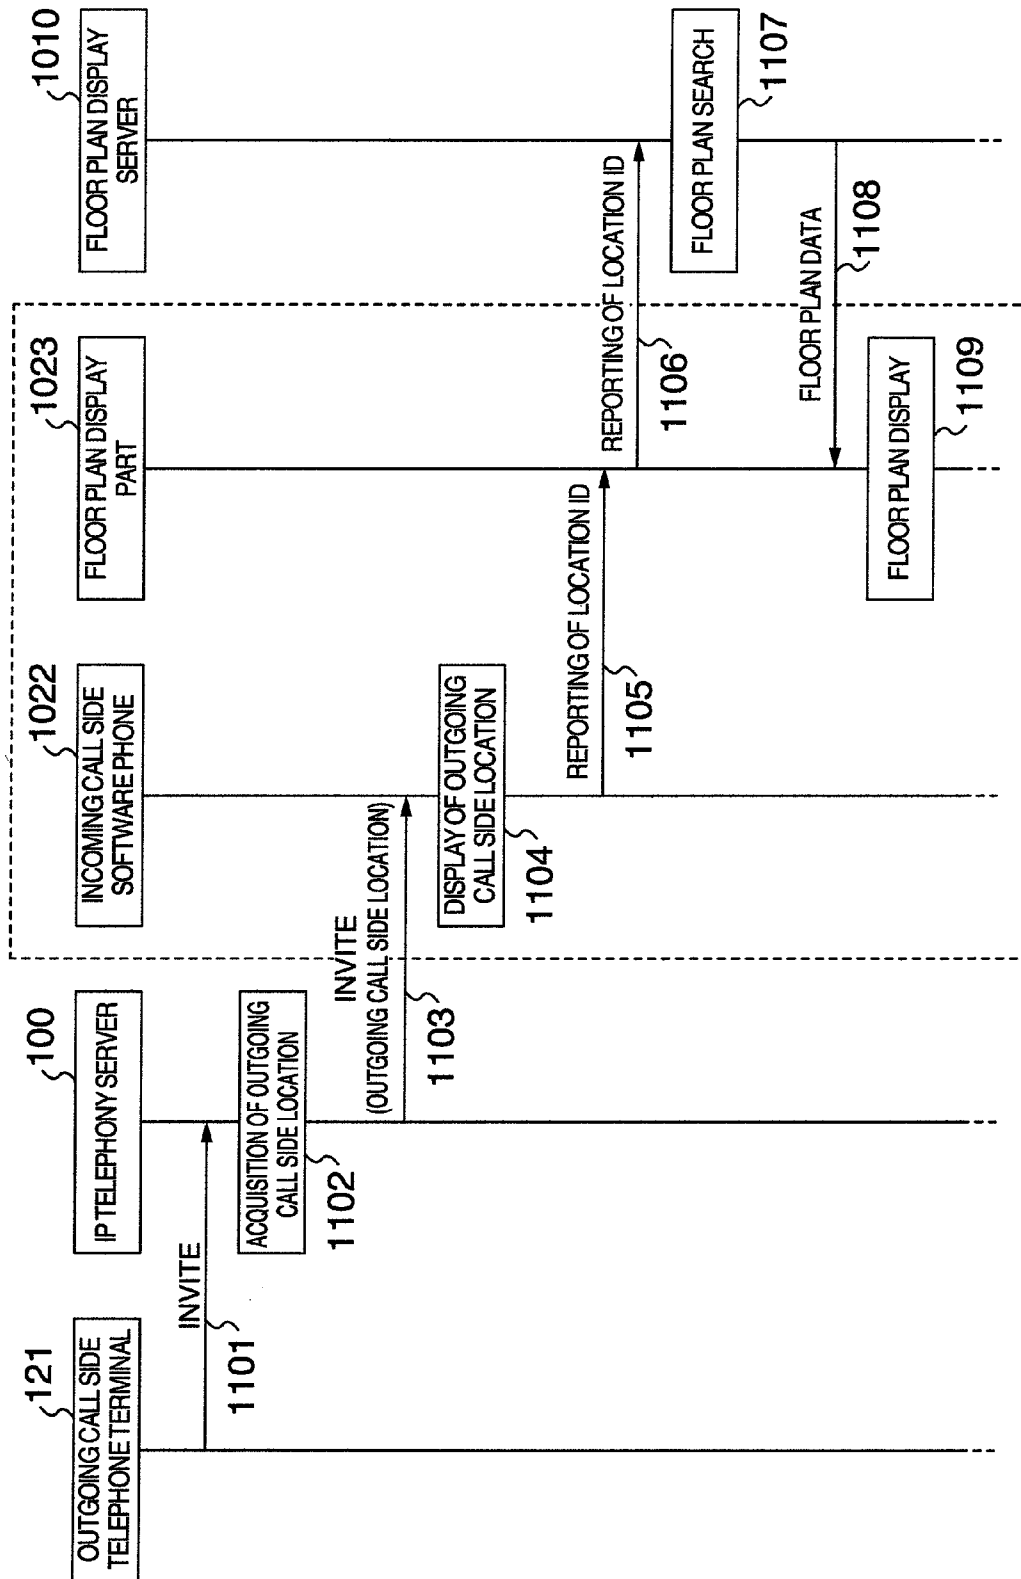 121
OUTGOING CALL SIDE
TELEPHONE TERMINAL
100
IP TELEPHONY SERVER
1022
INCOMING CALL SIDE
SOFTWARE PHONE
1023
FLOOR PLAN DISPLAY
PART
1010
FLOOR PLAN DISPLAY
SERVER
INVITE
1101
ACQUISITION OF OUTGOING
CALL SIDE LOCATION
1102
INVITE
(OUTGOING CALL SIDE LOCATION)
1103
DISPLAY OF OUTGOING
CALL SIDE LOCATION
1104
REPORTING OF LOCATION ID
1105
REPORTING OF LOCATION ID
1106
FLOOR PLAN SEARCH
1107
FLOOR PLAN DATA
1108
FLOOR PLAN DISPLAY
1109